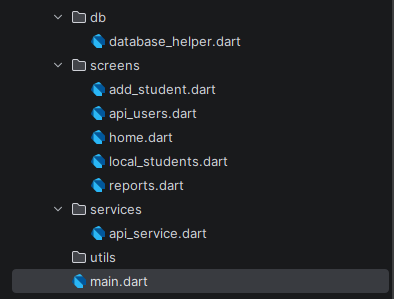 db
database_helper.dart
screens
add_student.dart
api_users.dart
home.dart
local_students.dart
reports.dart
services
api_service.dart
utils
main.dart